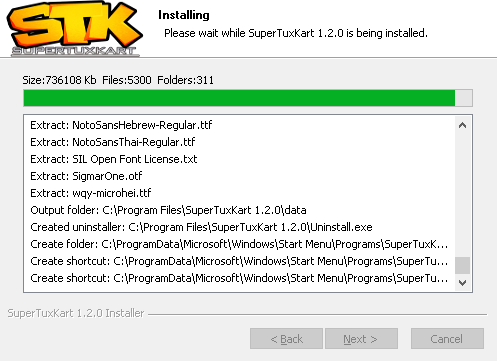 STK
SUPERTUXKART
Installing
Please wait while SuperTuxKart 1.2.0 is being installed.
Size:736108 Kb  Files:5300  Folders:311
Extract: NotoSansHebrew-Regular.ttf
Extract: NotoSansThai-Regular.ttf
Extract: SIL Open Font License.txt
Extract: SigmarOne.otf
Extract: wqy-microhei.ttf
Output folder: C:\Program Files\SuperTuxKart 1.2.0\data
Created uninstaller: C:\Program Files\SuperTuxKart 1.2.0\Uninstall.exe
Create folder: C:\ProgramData\Microsoft\Windows\Start Menu\Programs\SuperTuxK...
Create shortcut: C:\ProgramData\Microsoft\Windows\Start Menu\Programs\SuperTu...
Create shortcut: C:\ProgramData\Microsoft\Windows\Start Menu\Programs\SuperTu...
SuperTuxKart 1.2.0 Installer
< Back
Next >
Cancel